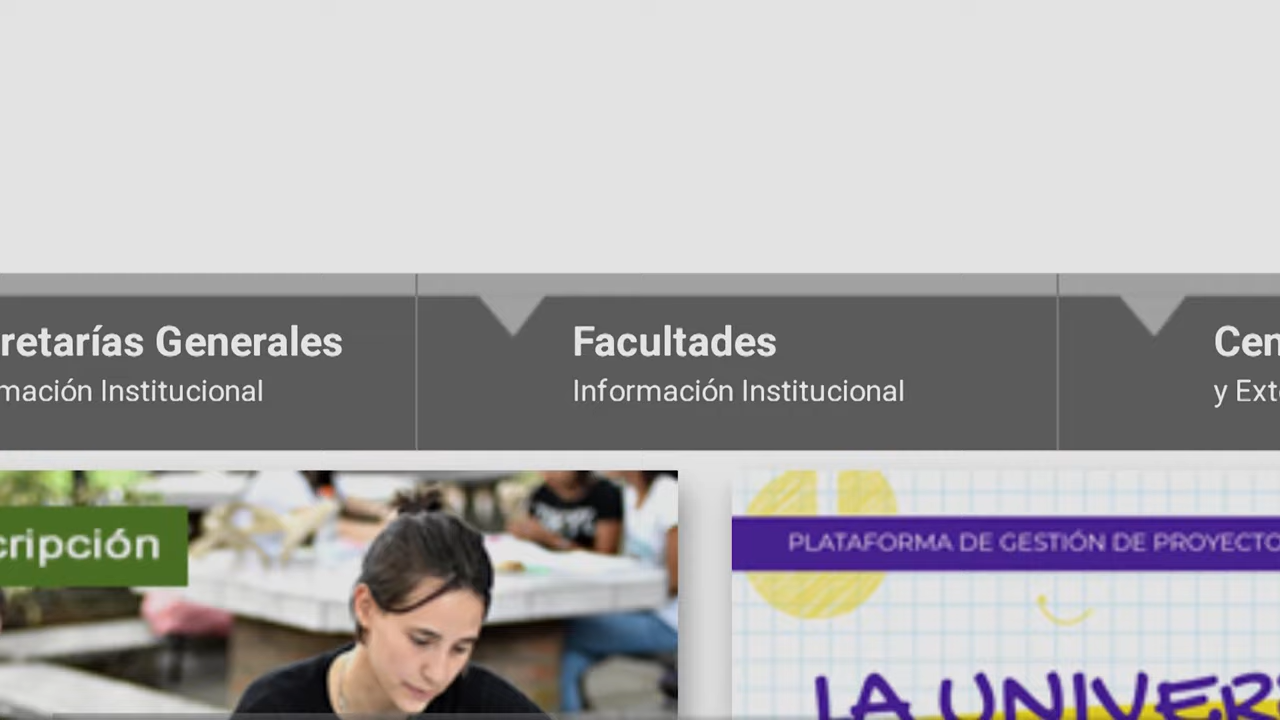 retarías Generales
mación Institucional
Facultades
Información Institucional
Cen
y Ext
cripción
PLATAFORMA DE GESTIÓN DE PROYECTO
LA UNIVER